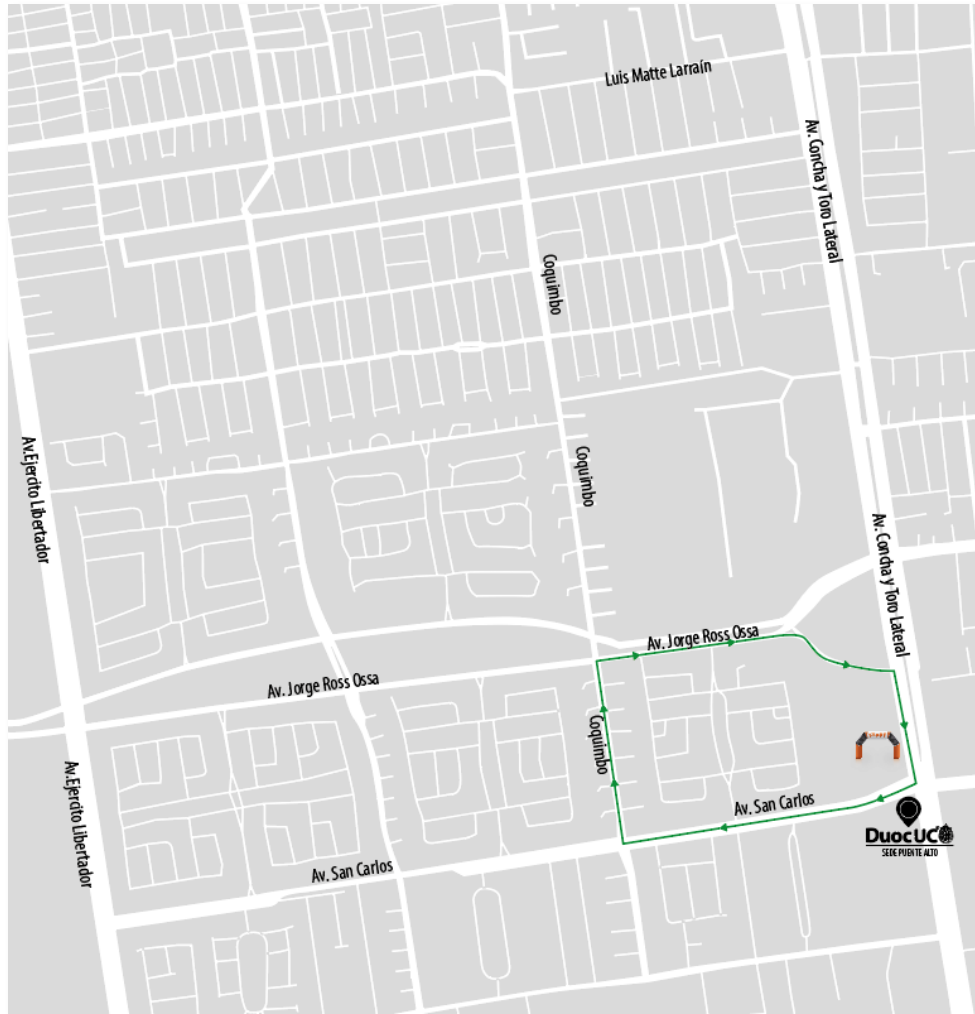 Luis Matte Larraín
Av. Concha y Toro Lateral
Coquimbo
Av.Ejercito Libertador
Coquimbo
Av. Concha y Toro Lateral
Av. Jorge Ross Ossa
Av. Jorge Ross Ossa
Coquimbo
Av.Ejercito Libertador
Av. San Carlos
DuocUC
SEDE PUENTE ALTO
Av. San Carlos